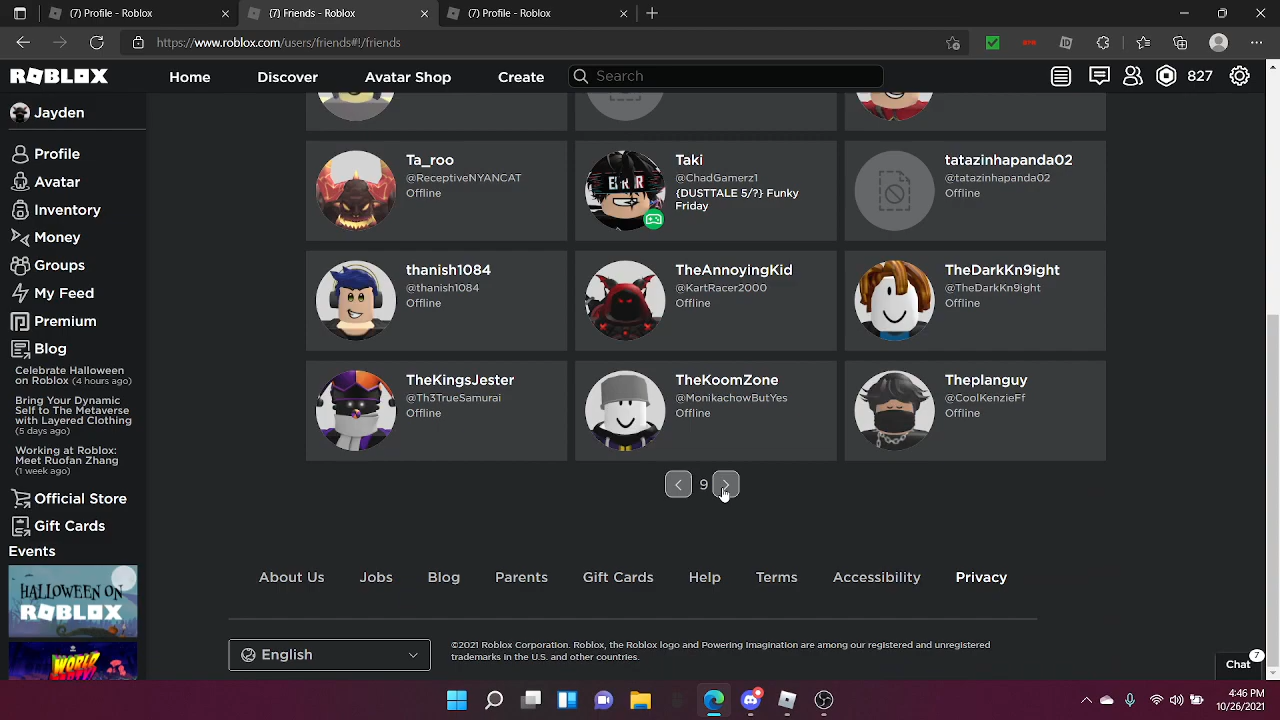 (7) Profile - Roblox
(7) Friends - Roblox
(7) Profile - Roblox
https://www.roblox.com/users/friends#!/friends
ROBLOX
Home
Discover
Avatar Shop
Create
Search
827
Jayden
Profile
Avatar
Inventory
Money
Groups
My Feed
Premium
Blog
Celebrate Halloween
on Roblox (4 hours ago)
Bring Your Dynamic
Self to The Metaverse
with Layered Clothing
(5 days ago)
Working at Roblox:
Meet Ruofan Zhang
(1 week ago)
Official Store
Gift Cards
Events
HALLOWEEN ON
ROBLOX
WORLD
PARTY
Ta_roo
@ReceptiveNYANCAT
Offline
ERROR
Taki
@ChadGamerz1
{DUSTTALE 5/?} Funky
Friday
tatazinhapanda02
@tatazinhapanda02
Offline
thanish1084
@thanish1084
Offline
TheAnnoyingKid
@KartRacer2000
Offline
TheDarkKn9ight
@TheDarkKn9ight
Offline
TheKingsJester
@Th3TrueSamurai
Offline
TheKoomZone
@MonikachowButYes
Offline
Theplanguy
@CoolKenzieFf
Offline
9
About Us
Jobs
Blog
Parents
Gift Cards
Help
Terms
Accessibility
Privacy
English
©2021 Roblox Corporation. Roblox, the Roblox logo and Powering Imagination are among our registered and unregistered
trademarks in the U.S. and other countries.
Chat
7
4:46 PM
10/26/2021